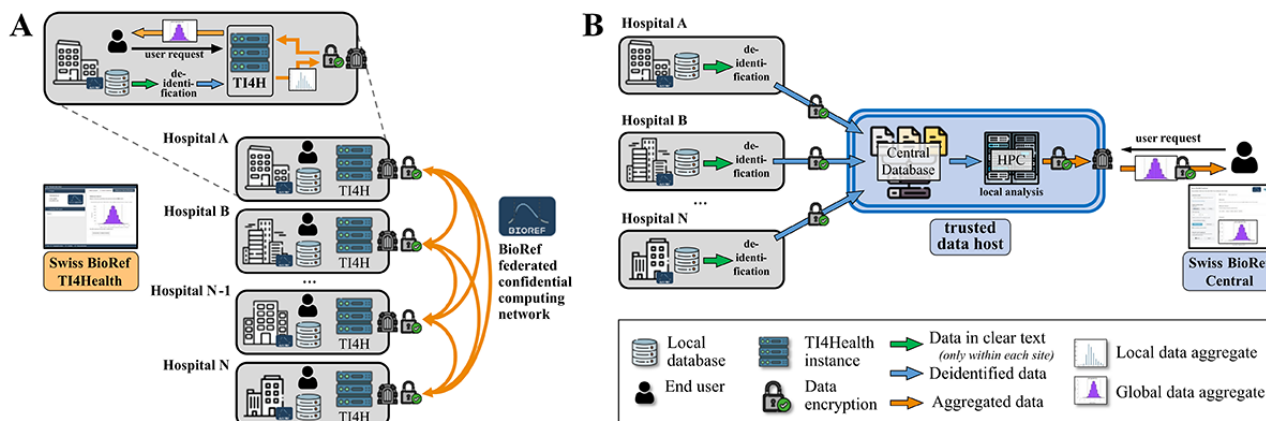 A
user request
TI4H
de-
identi-
fication
Hospital A
TI4H
Hospital B
TI4H
...
Hospital N-1
TI4H
Hospital N
TI4H
Swiss BioRef
TI4Health
BIOREF
BioRef
federated
confidential
computing
network
B
Hospital A
de-
identi-
fication
Hospital B
de-
identi-
fication
...
Hospital N
de-
identi-
fication
Central
Database
HPC
local analysis
trusted
data host
user request
Swiss BioRef
Central
Local
database
End user
TI4Health
instance
Data
encryption
Data in clear text
(only within each site)
Deidentified data
Aggregated data
Local data aggregate
Global data aggregate